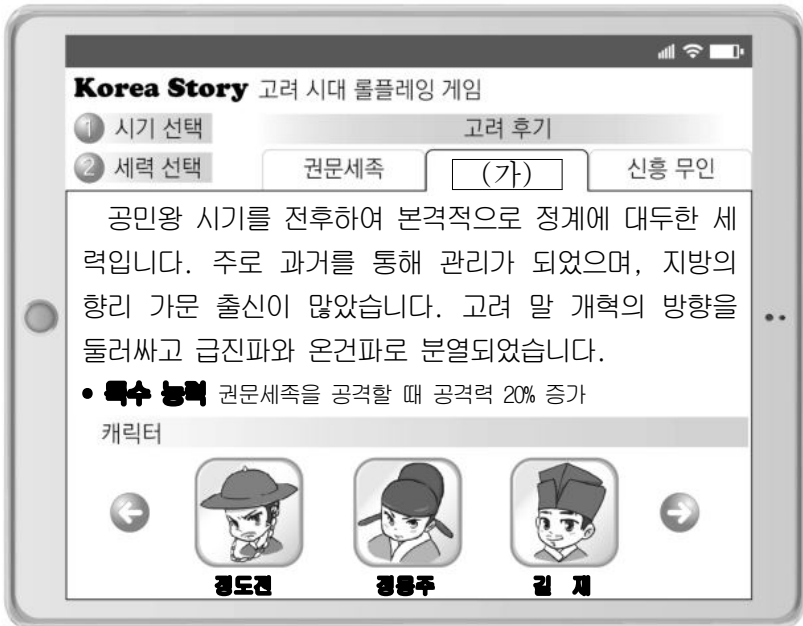 Korea Story 고려 시대 롤플레잉 게임
1 시기 선택 고려 후기
2 세력 선택 권문세족 (가) 신흥 무인
공민왕 시기를 전후하여 본격적으로 정계에 대두한 세
력입니다. 주로 과거를 통해 관리가 되었으며, 지방의
향리 가문 출신이 많았습니다. 고려 말 개혁의 방향을
둘러싸고 급진파와 온건파로 분열되었습니다.
• 특수 능력 권문세족을 공격할 때 공격력 20% 증가
캐릭터
정도전 정몽주 길 재